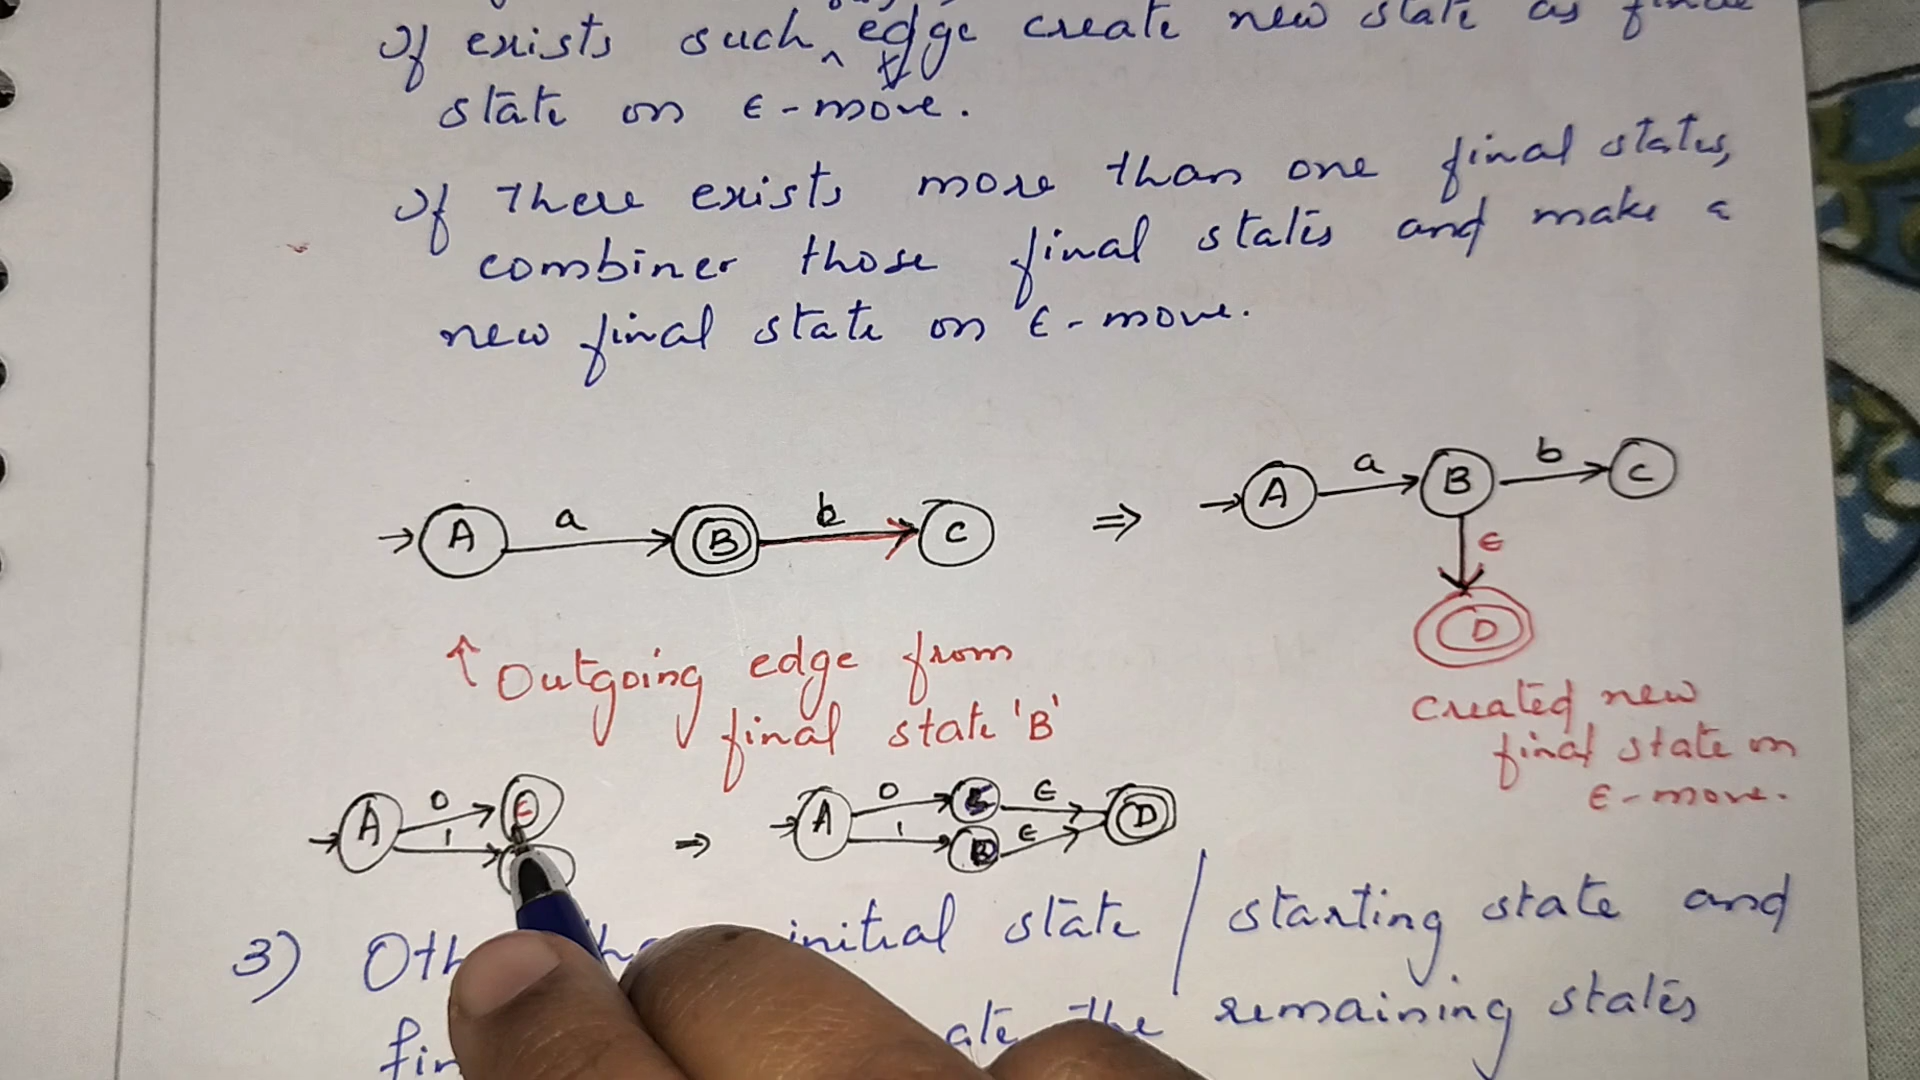 If exists such ^ edge create new state as final
state on ε-move.
If there exists more than one final states,
combiner those final states and make a
new final state on ε-move.
→ A a B b C ⇒ → A a B b C
ε
D
↑ Outgoing edge from
final state 'B'
created new
final state on
ε-move.
→ A 0 1 ⇒ → A 0 ε 1 B ε D
3) initial state / starting state and
the remaining states